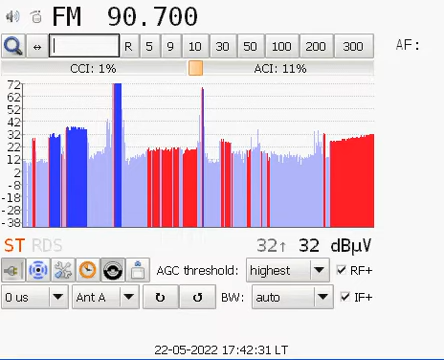 FM 90.700
↔ R 5 9 10 30 50 100 200 300 AF:
CCI: 1% ACI: 11%
72
62
52
42
32
22
12
2
-8
-18
-28
-38
ST RDS 32↑ 32 dBµV
AGC threshold: highest RF+
0 us Ant A ↻ ↺ BW: auto IF+
22-05-2022 17:42:31 LT